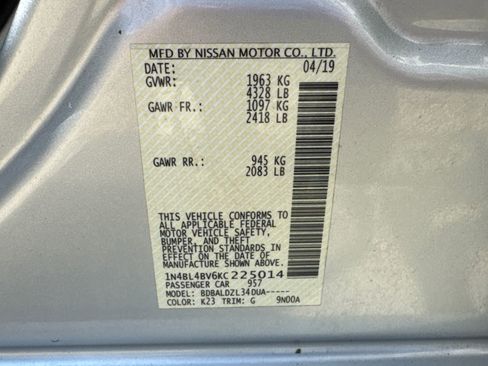 MFD BY NISSAN MOTOR CO., LTD.
DATE: 04/19
GVWR: 1963 KG
4328 LB
GAWR FR.: 1097 KG
2418 LB
GAWR RR.: 945 KG
2083 LB
THIS VEHICLE CONFORMS TO
ALL APPLICABLE FEDERAL
MOTOR VEHICLE SAFETY,
BUMPER, AND THEFT
PREVENTION STANDARDS IN
EFFECT ON THE DATE OF
MANUFACTURE SHOWN ABOVE.
1N4BL4BV6KC225014
PASSENGER CAR 957
MODEL: BDBALDZL34DUA-----
COLOR: K23 TRIM: G 9N00A